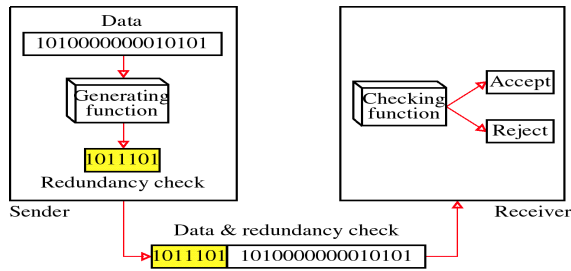 Data
1010000000010101
Generating
function
1011101
Redundancy check
Sender
Checking
function
Accept
Reject
Receiver
Data & redundancy check
1011101 1010000000010101